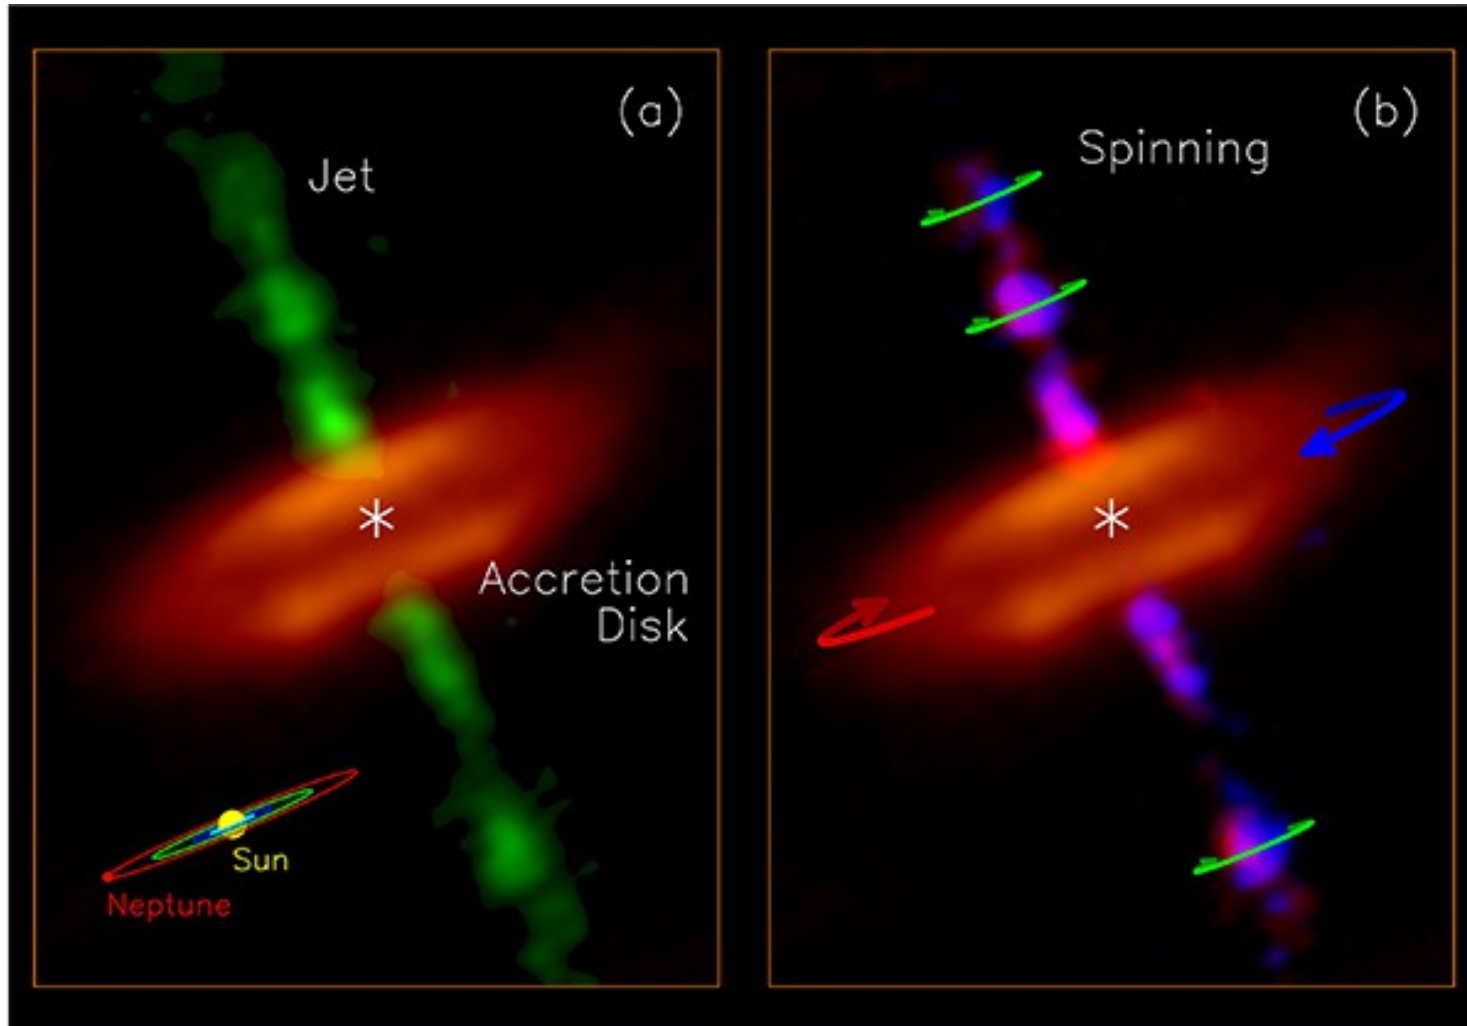 (a)
Jet
Accretion
Disk
Sun
Neptune
(b)
Spinning